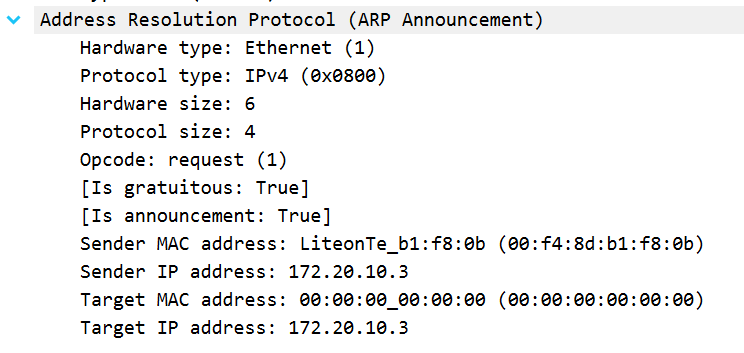 Address Resolution Protocol (ARP Announcement)
Hardware type: Ethernet (1)
Protocol type: IPv4 (0x0800)
Hardware size: 6
Protocol size: 4
Opcode: request (1)
[Is gratuitous: True]
[Is announcement: True]
Sender MAC address: LiteonTe_b1:f8:0b (00:f4:8d:b1:f8:0b)
Sender IP address: 172.20.10.3
Target MAC address: 00:00:00_00:00:00 (00:00:00:00:00:00)
Target IP address: 172.20.10.3